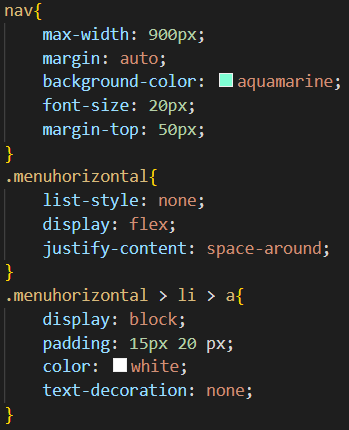 nav{
max-width: 900px;
margin: auto;
background-color: aquamarine;
font-size: 20px;
margin-top: 50px;
}
.menuhorizontal{
list-style: none;
display: flex;
justify-content: space-around;
}
.menuhorizontal > li > a{
display: block;
padding: 15px 20 px;
color: white;
text-decoration: none;
}